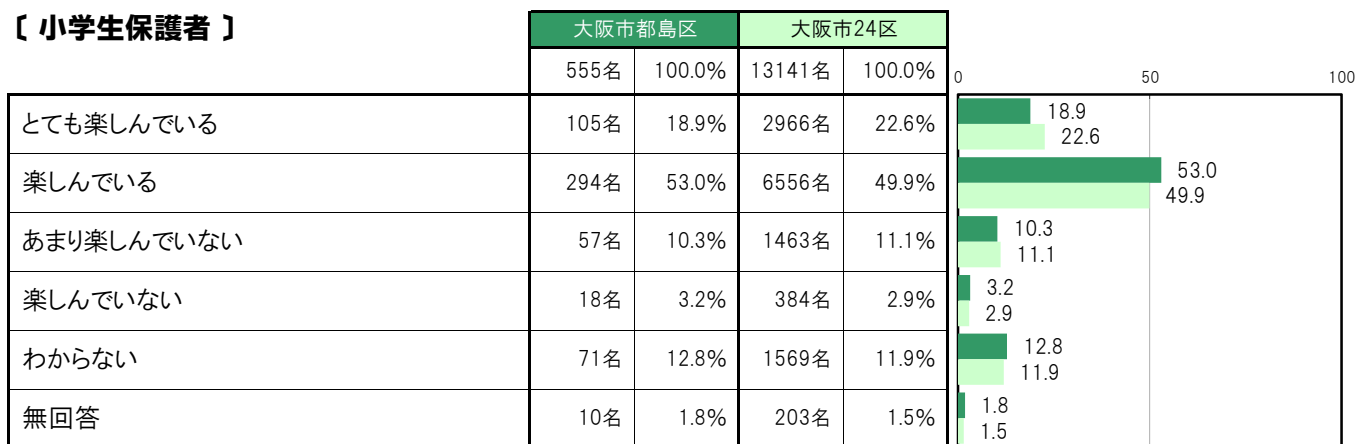 〔 小学生保護者 〕
大阪市都島区 大阪市24区
555名 100.0% 13141名 100.0%
0 50 100
とても楽しんでいる 105名 18.9% 2966名 22.6%
18.9
22.6
楽しんでいる 294名 53.0% 6556名 49.9%
53.0
49.9
あまり楽しんでいない 57名 10.3% 1463名 11.1%
10.3
11.1
楽しんでいない 18名 3.2% 384名 2.9%
3.2
2.9
わからない 71名 12.8% 1569名 11.9%
12.8
11.9
無回答 10名 1.8% 203名 1.5%
1.8
1.5